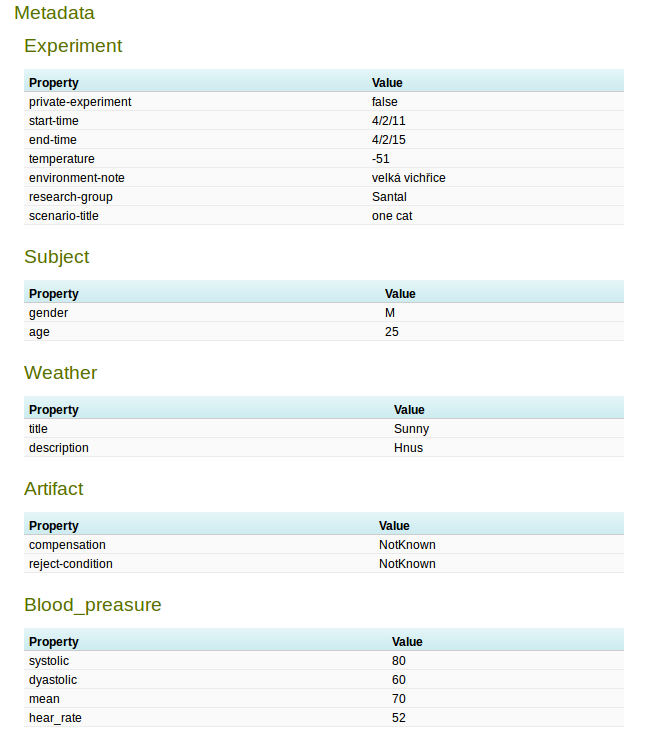 Metadata
Experiment
Property Value
private-experiment false
start-time 4/2/11
end-time 4/2/15
temperature -51
environment-note velká vichřice
research-group Santal
scenario-title one cat
Subject
Property Value
gender M
age 25
Weather
Property Value
title Sunny
description Hnus
Artifact
Property Value
compensation NotKnown
reject-condition NotKnown
Blood_preasure
Property Value
systolic 80
dyastolic 60
mean 70
hear_rate 52